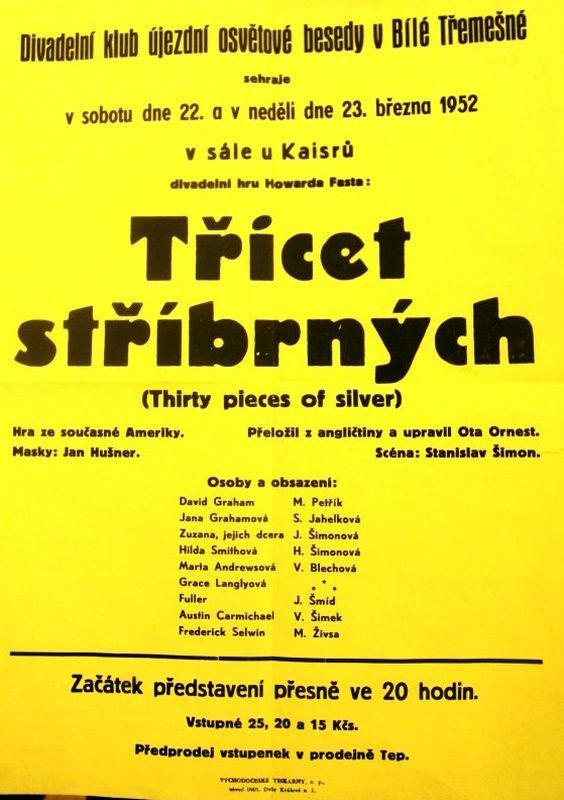 Divadelní klub újezdní osvětové besedy v Bílé Třemešné
sehraje
v sobotu dne 22. a v neděli dne 23. března 1952
v sále u Kaisrů
divadelní hru Howarda Fasta:
Třicet
stříbrných
(Thirty pieces of silver)
Hra ze současné Ameriky. Přeložil z angličtiny a upravil Ota Ornest.
Masky: Jan Hušner. Scéna: Stanislav Šimon.
Osoby a obsazení:
David Graham M. Petřík
Jana Grahamová S. Jahelková
Zuzana, jejich dcera J. Šimonová
Hilda Smithová H. Šimonová
Marta Andrewsová V. Blechová
Grace Langlyová * * *
Fuller J. Šmíd
Austin Carmichael V. Šimek
Frederick Selwin M. Živsa
Začátek představení přesně ve 20 hodin.
Vstupné 25, 20 a 15 Kčs.
Předprodej vstupenek v prodejně Tep.
VÝCHODOČESKÉ TISKÁRNY, n. p.,
závod Dvůr Králové n. L.